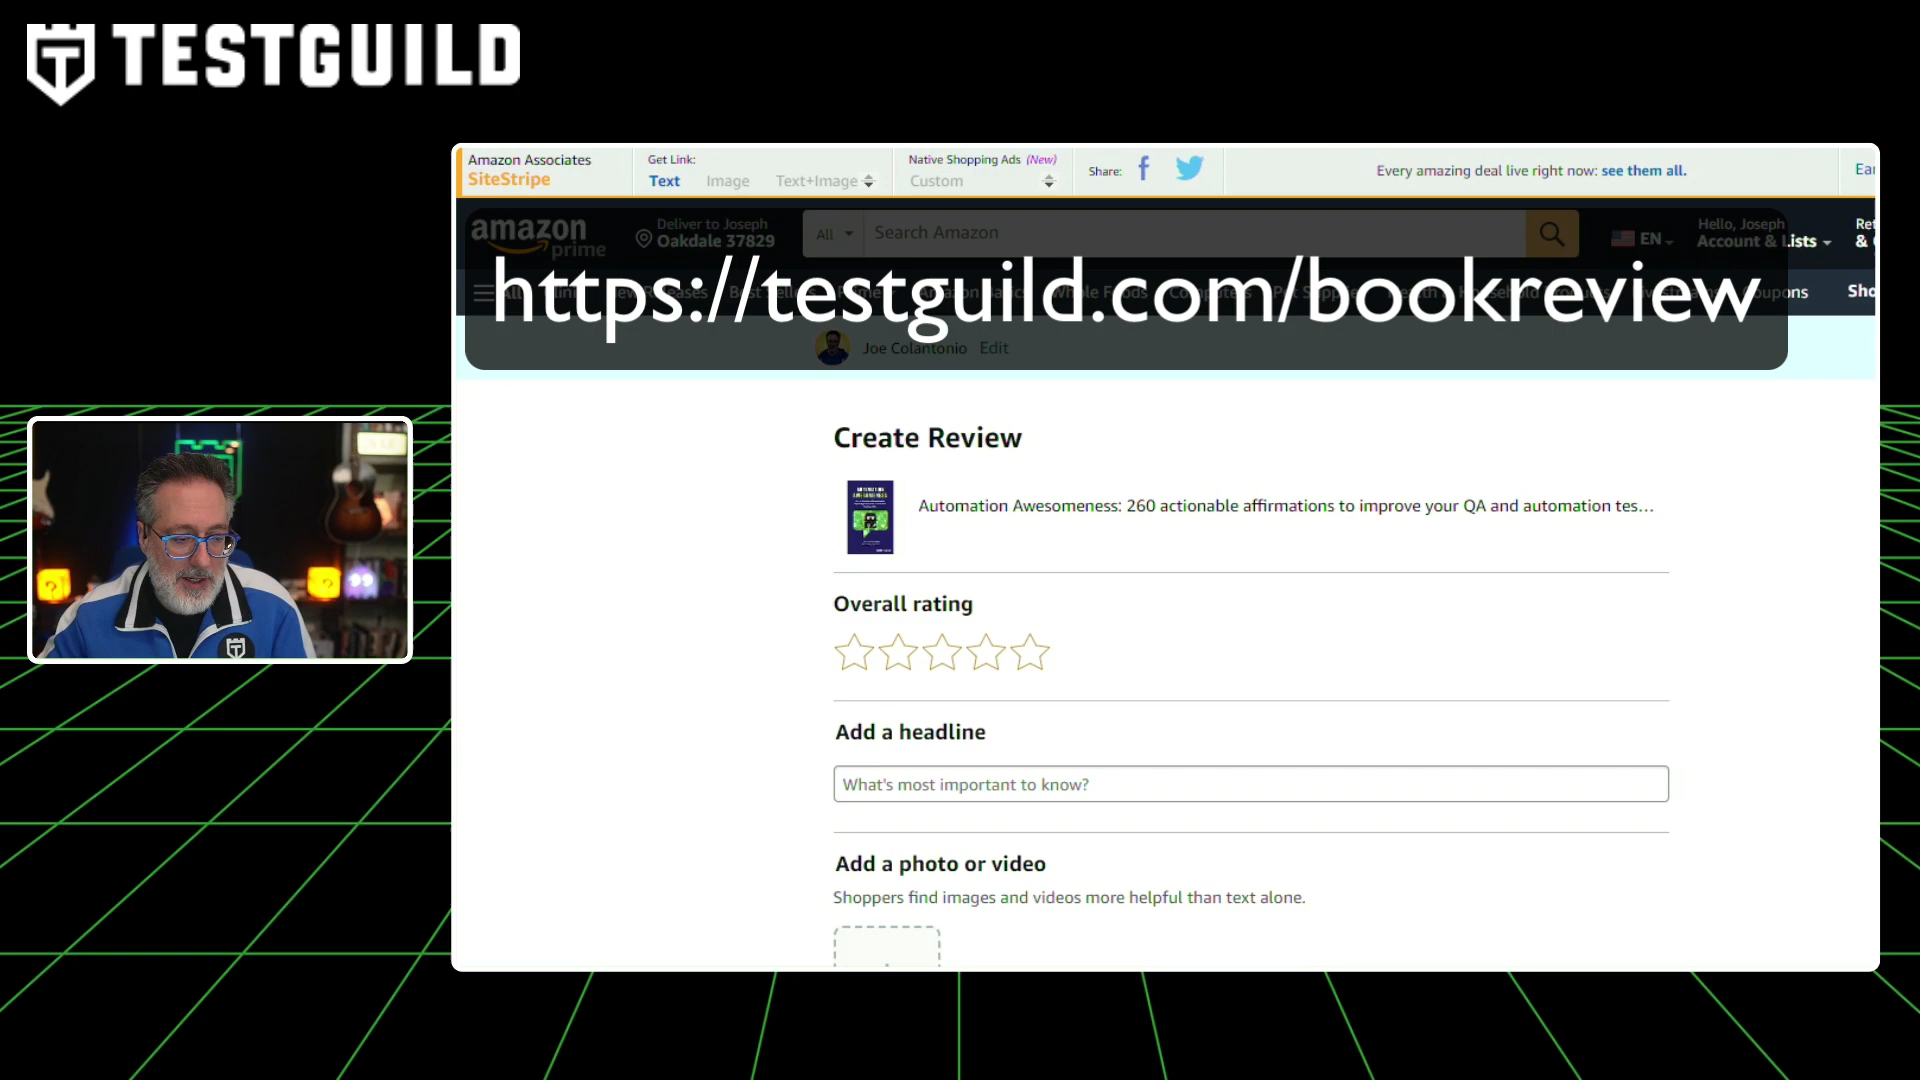 TESTGUILD
Amazon Associates
SiteStripe
Get Link:
Text Image Text+Image
Native Shopping Ads (New)
Custom
Share:
Every amazing deal live right now: see them all.
Ear
amazon
prime
Deliver to Joseph
Oakdale 37829
All
Search Amazon
EN
Hello, Joseph
Account & Lists
Ret
&
https://testguild.com/bookreview
Coupons
Sho
Joe Colantonio Edit
Create Review
Automation Awesomeness: 260 actionable affirmations to improve your QA and automation tes...
Overall rating
Add a headline
What's most important to know?
Add a photo or video
Shoppers find images and videos more helpful than text alone.